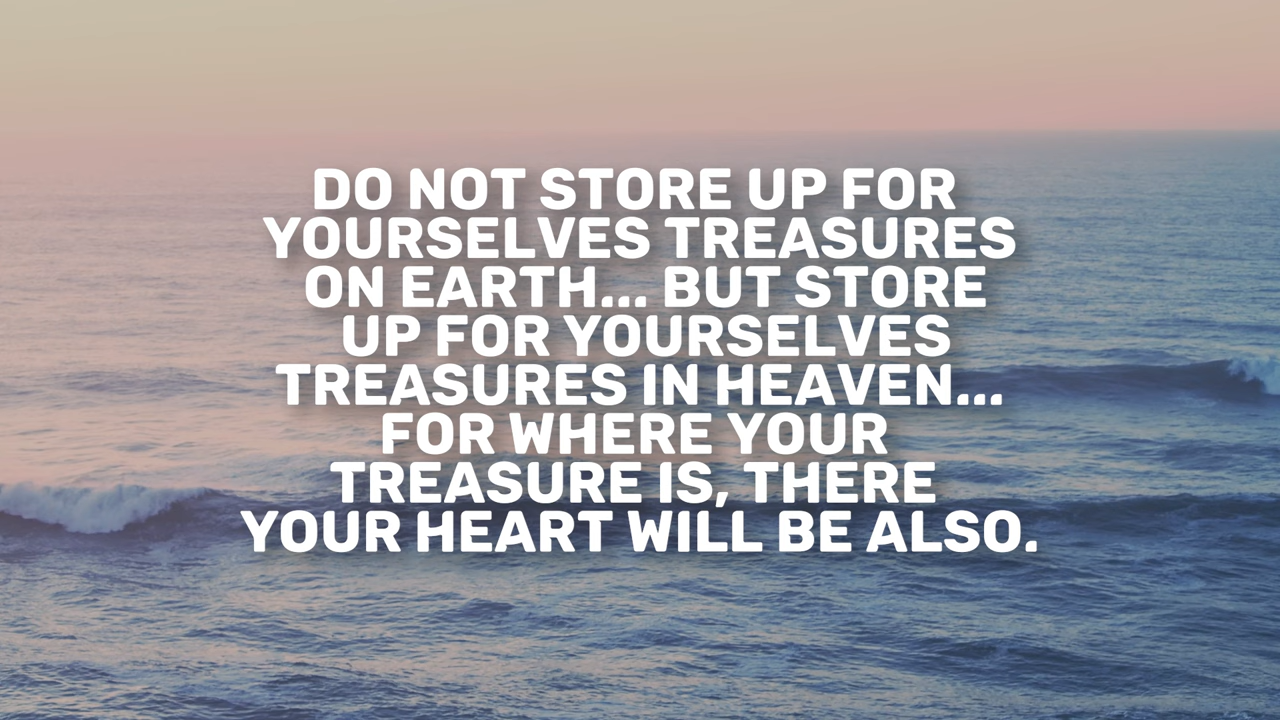 DO NOT STORE UP FOR
YOURSELVES TREASURES
ON EARTH... BUT STORE
UP FOR YOURSELVES
TREASURES IN HEAVEN...
FOR WHERE YOUR
TREASURE IS, THERE
YOUR HEART WILL BE ALSO.